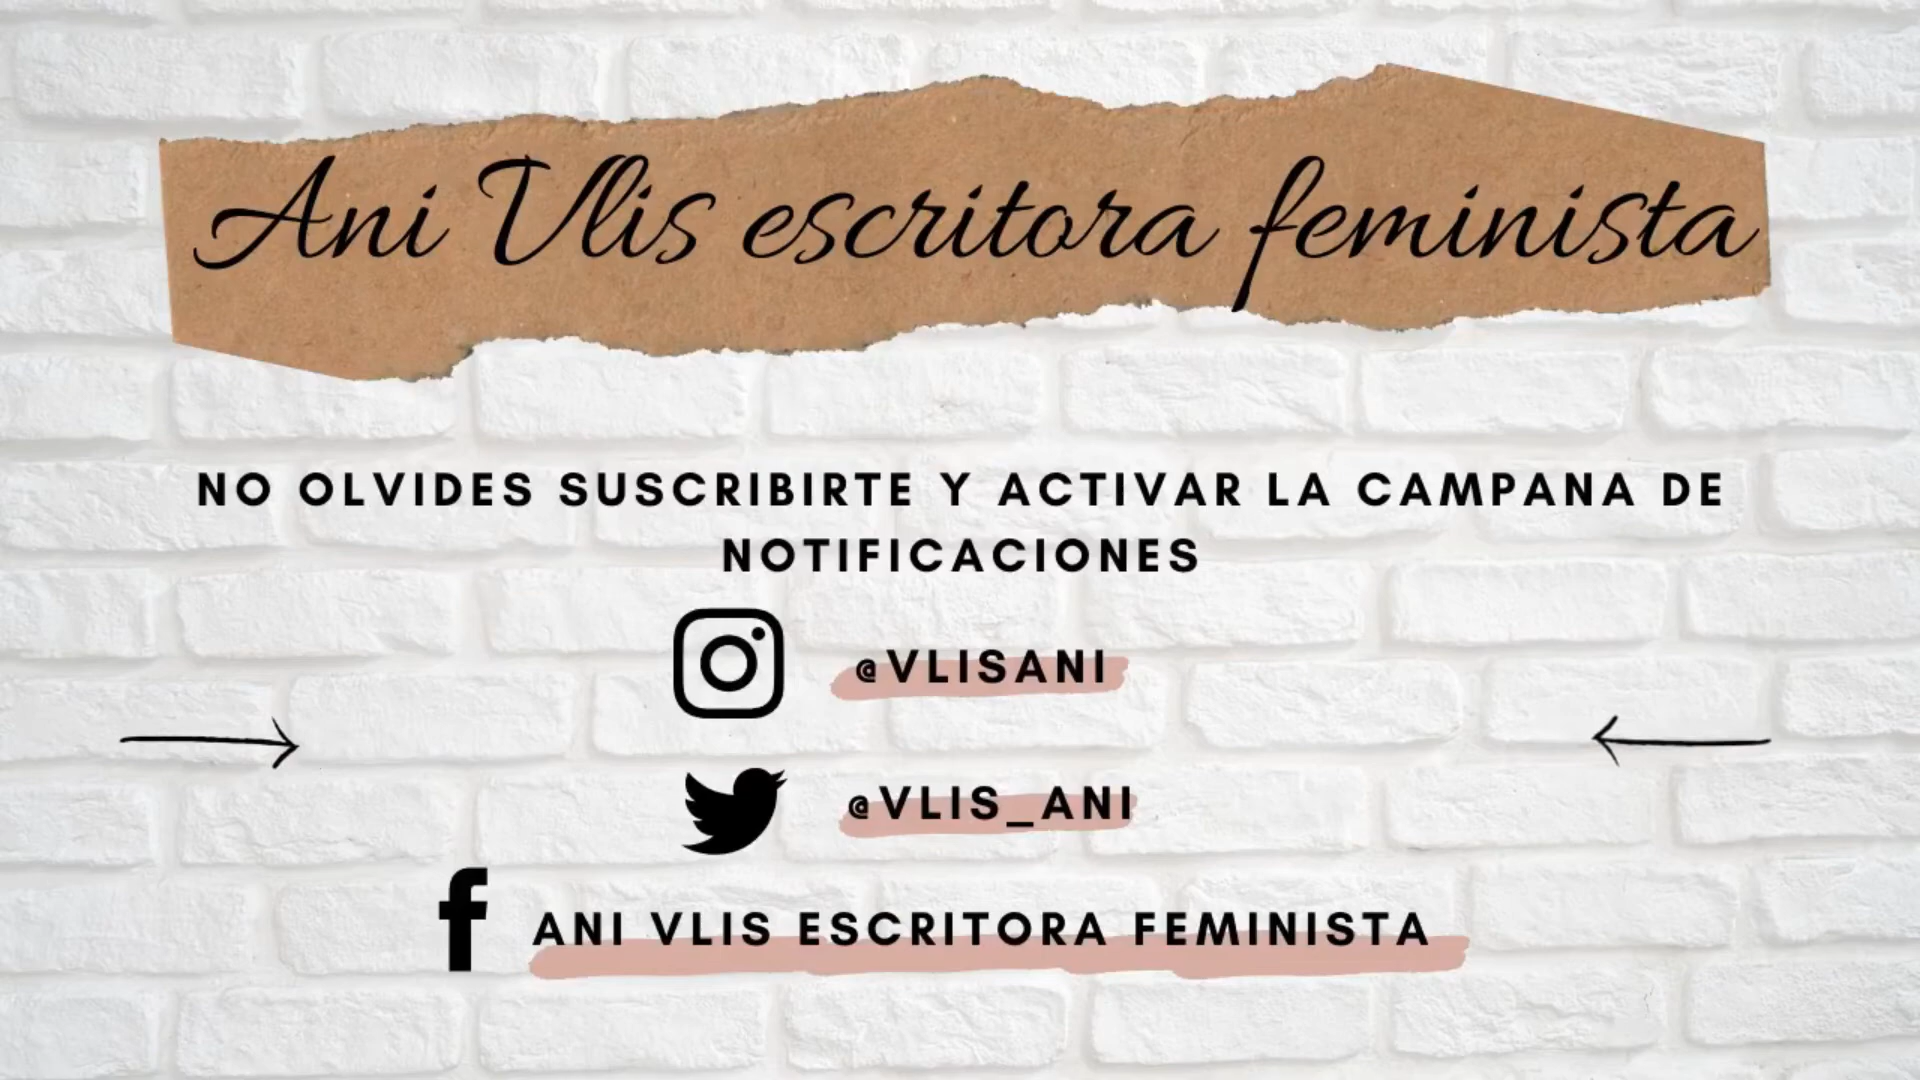 Ani Vlis escritora feminista
NO OLVIDES SUSCRIBIRTE Y ACTIVAR LA CAMPANA DE
NOTIFICACIONES
@VLISANI
@VLIS_ANI
ANI VLIS ESCRITORA FEMINISTA